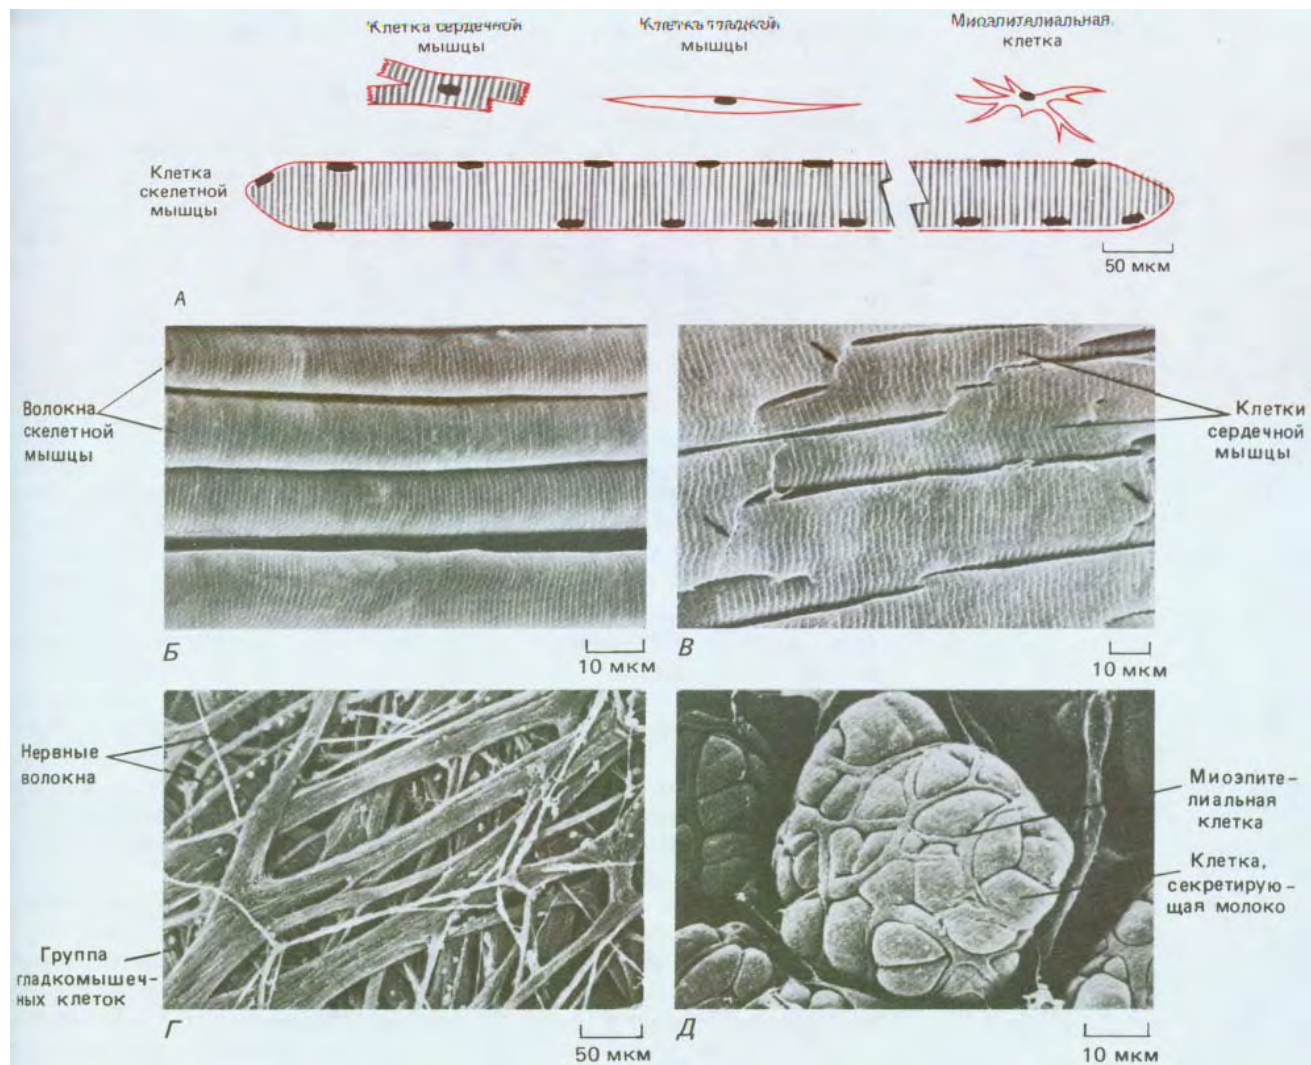 Клетка сердечной
мышцы
Клетка гладкой
мышцы
Миоэпителиальная
клетка
Клетка
скелетной
мышцы
50 мкм
А
Волокна
скелетной
мышцы
Клетки
сердечной
мышцы
Б
10 мкм
В
10 мкм
Нервные
волокна
Группа
гладкомышеч-
ных клеток
Миоэпите-
лиальная
клетка
Клетка,
секретирую-
щая молоко
Г
50 мкм
Д
10 мкм